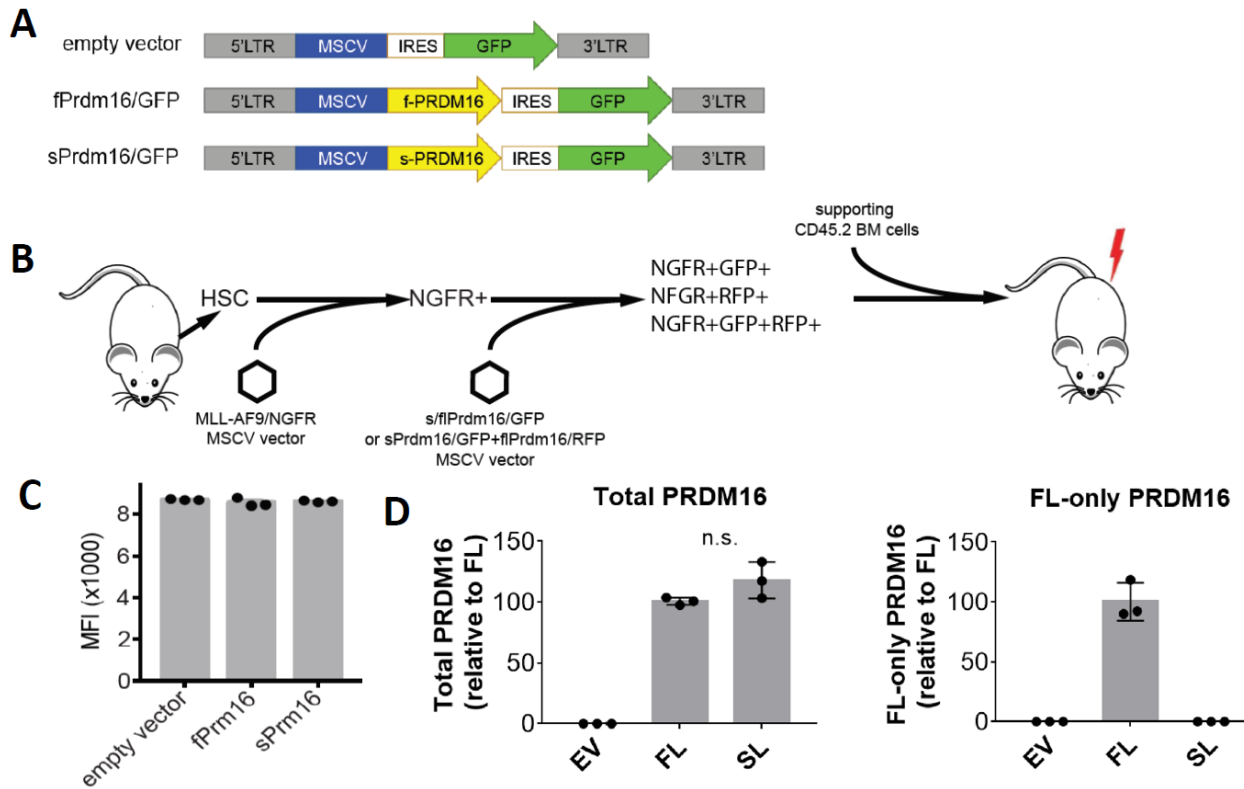 A
empty vector
5'LTR MSCV IRES GFP 3'LTR
fPrdm16/GFP
5'LTR MSCV f-PRDM16 IRES GFP 3'LTR
sPrdm16/GFP
5'LTR MSCV s-PRDM16 IRES GFP 3'LTR
B
HSC
NGFR+
NGFR+GFP+
NFGR+RFP+
NGFR+GFP+RFP+
supporting
CD45.2 BM cells
MLL-AF9/NGFR
MSCV vector
s/flPrdm16/GFP
or sPrdm16/GFP+flPrdm16/RFP
MSCV vector
C
MFI (x1000)
8
6
4
2
0
empty vector
fPrm16
sPrm16
D
Total PRDM16
n.s.
Total PRDM16
(relative to FL)
150
100
50
0
EV
FL
SL
FL-only PRDM16
FL-only PRDM16
(relative to FL)
150
100
50
0
EV
FL
SL